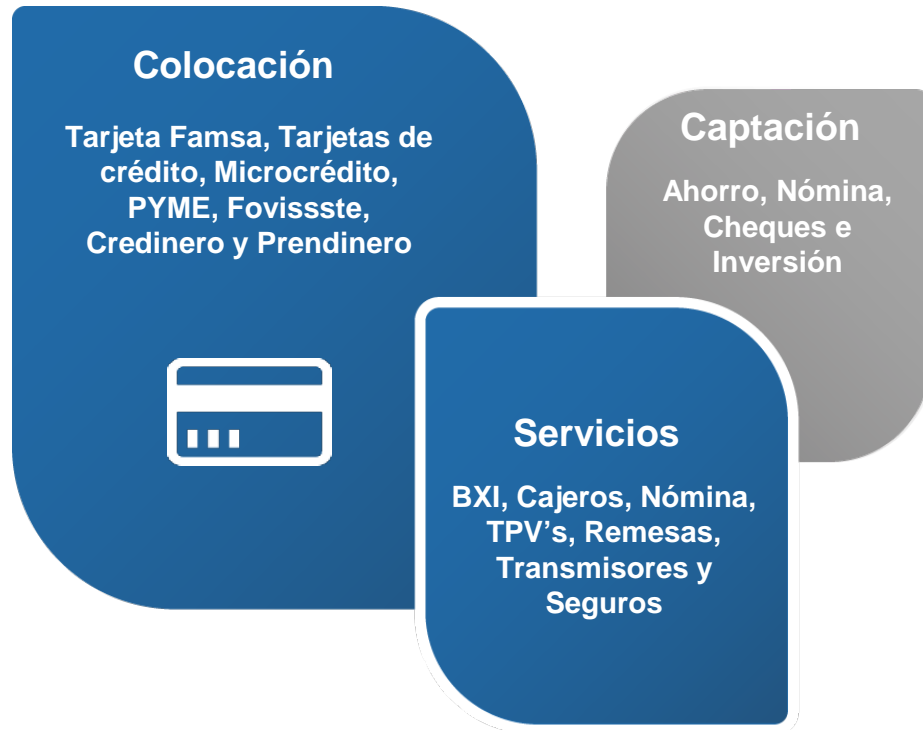 Colocación
Tarjeta Famsa, Tarjetas de
crédito, Microcrédito,
PYME, Fovissste,
Credinero y Prendinero
Captación
Ahorro, Nómina,
Cheques e
Inversión
Servicios
BXI, Cajeros, Nómina,
TPV’s, Remesas,
Transmisores y
Seguros